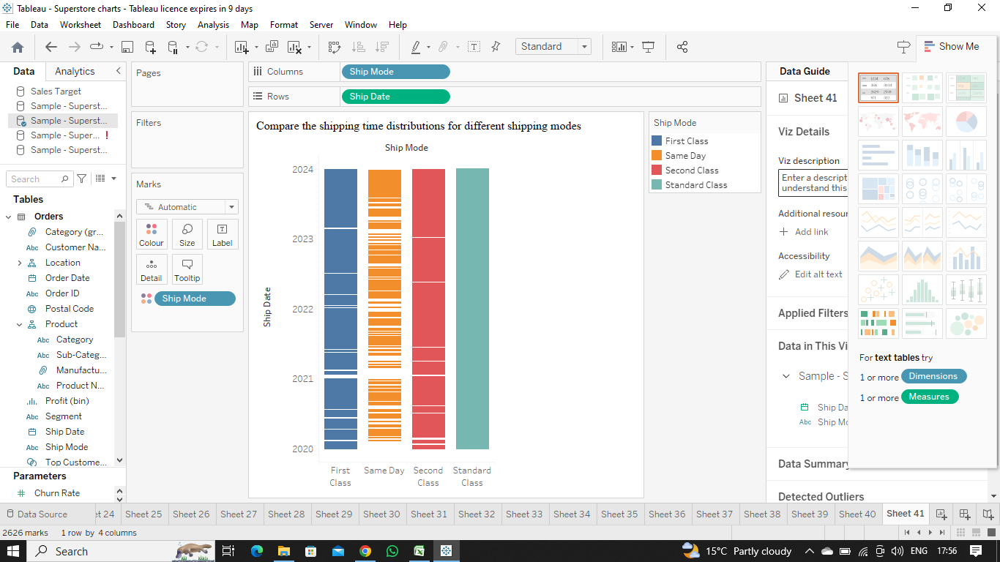 Tableau - Superstore charts - Tableau licence expires in 9 days
File Data Worksheet Dashboard Story Analysis Map Format Server Window Help
Standard
Show Me
Data Analytics
Sales Target
Sample - Superst...
Sample - Superst...
Sample - Super... !
Sample - Superst...
Search
Tables
Orders
Category (gr...
Abc Customer Na...
Location
Order Date
Abc Order ID
Postal Code
Product
Abc Category
Abc Sub-Categ...
Manufactu...
Abc Product N...
Profit (bin)
Abc Segment
Ship Date
Abc Ship Mode
Top Custome...
Parameters
Churn Rate
Pages
Filters
Marks
Automatic
Colour Size Label
Detail Tooltip
Ship Mode
Columns Ship Mode
Rows Ship Date
Compare the shipping time distributions for different shipping modes
Ship Mode
Ship Date
2024
2023
2022
2021
2020
First Class
Same Day
Second Class
Standard Class
Ship Mode
First Class
Same Day
Second Class
Standard Class
Data Guide
Sheet 41
Viz Details
Viz description
Enter a descript
understand this
Additional resour
Add link
Accessibility
Edit alt text
Applied Filters
Data in This Vi
Sample - S
Ship Da
Abc Ship Mo
Data Summary
Detected Outliers
For text tables try
1 or more Dimensions
1 or more Measures
Data Source et 24 Sheet 25 Sheet 26 Sheet 27 Sheet 28 Sheet 29 Sheet 30 Sheet 31 Sheet 32 Sheet 33 Sheet 34 Sheet 35 Sheet 36 Sheet 37 Sheet 38 Sheet 39 Sheet 40 Sheet 41
2626 marks 1 row by 4 columns
Search
15°C Partly cloudy
ENG 17:56